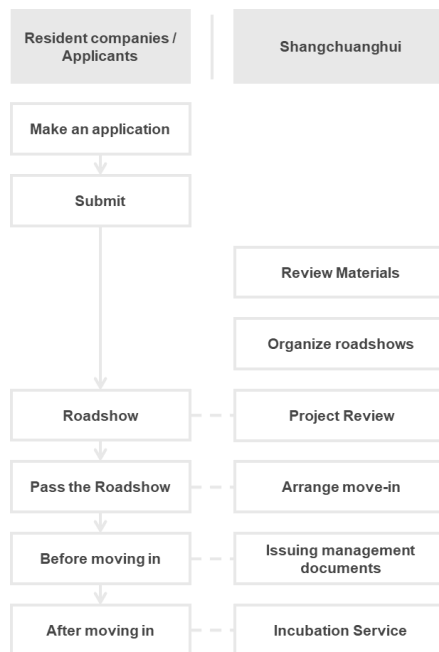 Resident companies /
Applicants
Shangchuanghui
Make an application
Submit
Review Materials
Organize roadshows
Roadshow
Project Review
Pass the Roadshow
Arrange move-in
Before moving in
Issuing management
documents
After moving in
Incubation Service